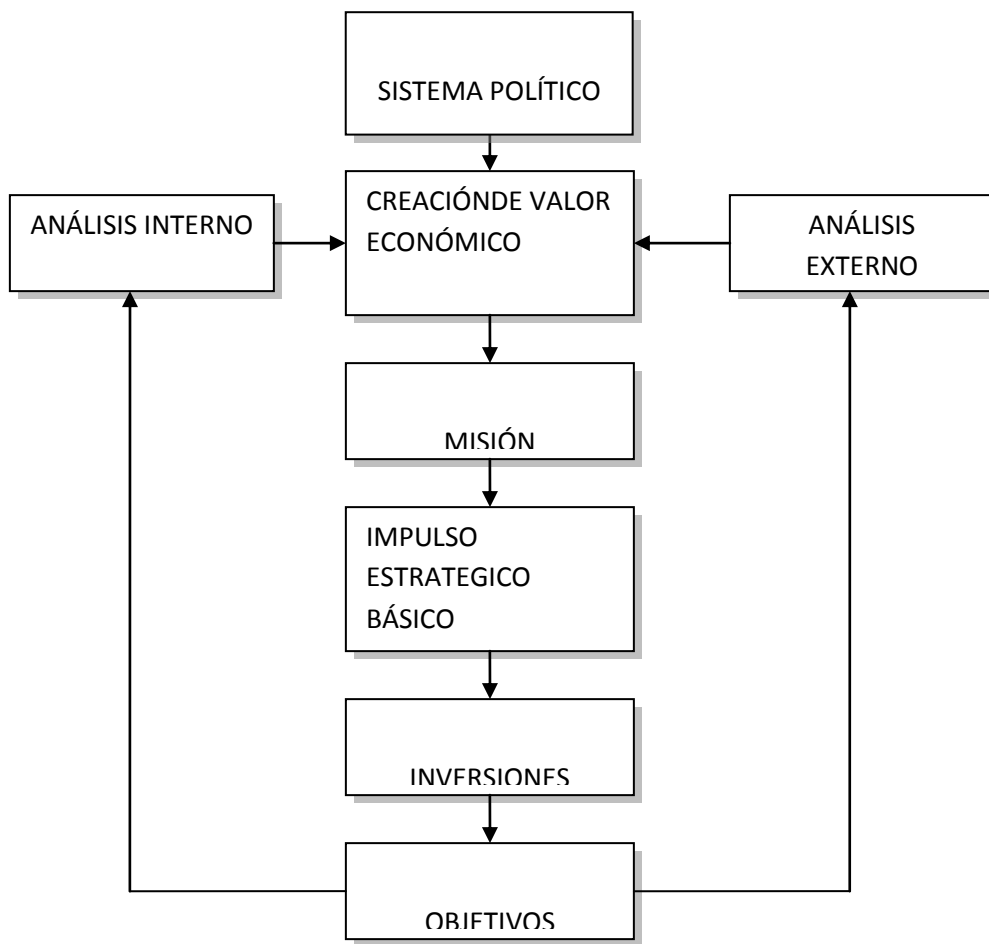 SISTEMA POLÍTICO
CREACIÓNDE VALOR
ECONÓMICO
ANÁLISIS INTERNO
ANÁLISIS
EXTERNO
MISIÓN
IMPULSO
ESTRATEGICO
BÁSICO
INVERSIONES
OBJETIVOS